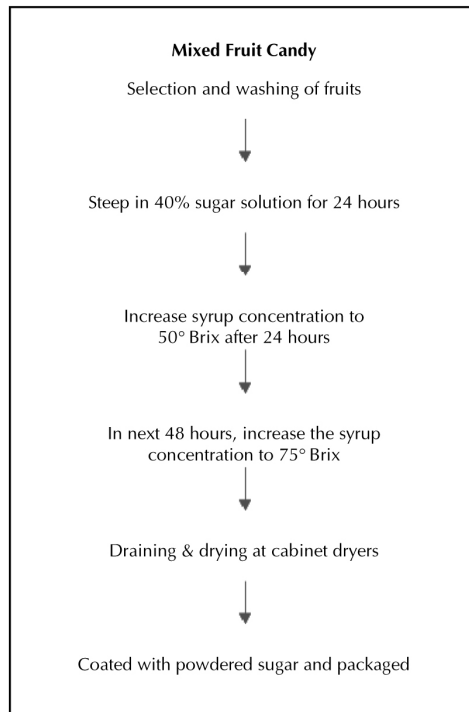 Mixed Fruit Candy
Selection and washing of fruits
Steep in 40% sugar solution for 24 hours
Increase syrup concentration to
50° Brix after 24 hours
In next 48 hours, increase the syrup
concentration to 75° Brix
Draining & drying at cabinet dryers
Coated with powdered sugar and packaged